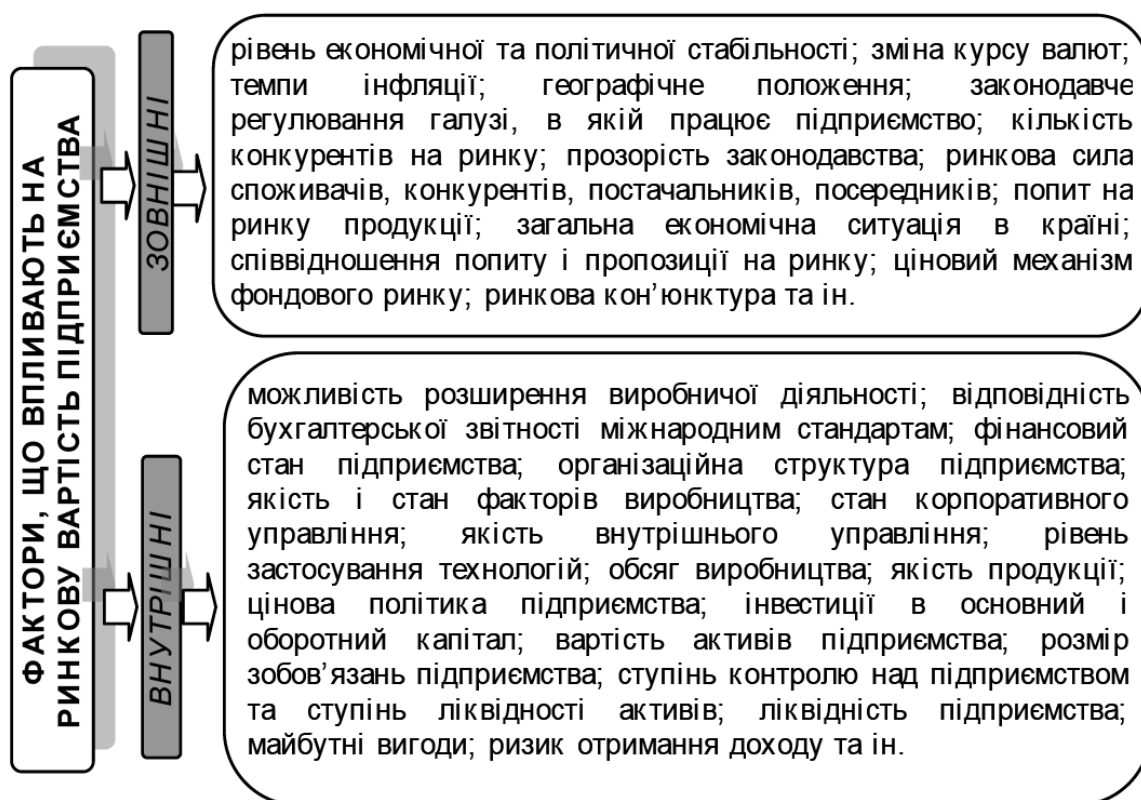 ФАКТОРИ, ЩО ВПЛИВАЮТЬ НА
РИНКОВУ ВАРТІСТЬ ПІДПРИЄМСТВА
ЗОВНІШНІ
рівень економічної та політичної стабільності; зміна курсу валют;
темпи інфляції; географічне положення; законодавче
регулювання галузі, в якій працює підприємство; кількість
конкурентів на ринку; прозорість законодавства; ринкова сила
споживачів, конкурентів, постачальників, посередників; попит на
ринку продукції; загальна економічна ситуація в країні;
співвідношення попиту і пропозиції на ринку; ціновий механізм
фондового ринку; ринкова кон’юнктура та ін.
ВНУТРІШНІ
можливість розширення виробничої діяльності; відповідність
бухгалтерської звітності міжнародним стандартам; фінансовий
стан підприємства; організаційна структура підприємства;
якість і стан факторів виробництва; стан корпоративного
управління; якість внутрішнього управління; рівень
застосування технологій; обсяг виробництва; якість продукції;
цінова політика підприємства; інвестиції в основний і
оборотний капітал; вартість активів підприємства; розмір
зобов’язань підприємства; ступінь контролю над підприємством
та ступінь ліквідності активів; ліквідність підприємства;
майбутні вигоди; ризик отримання доходу та ін.